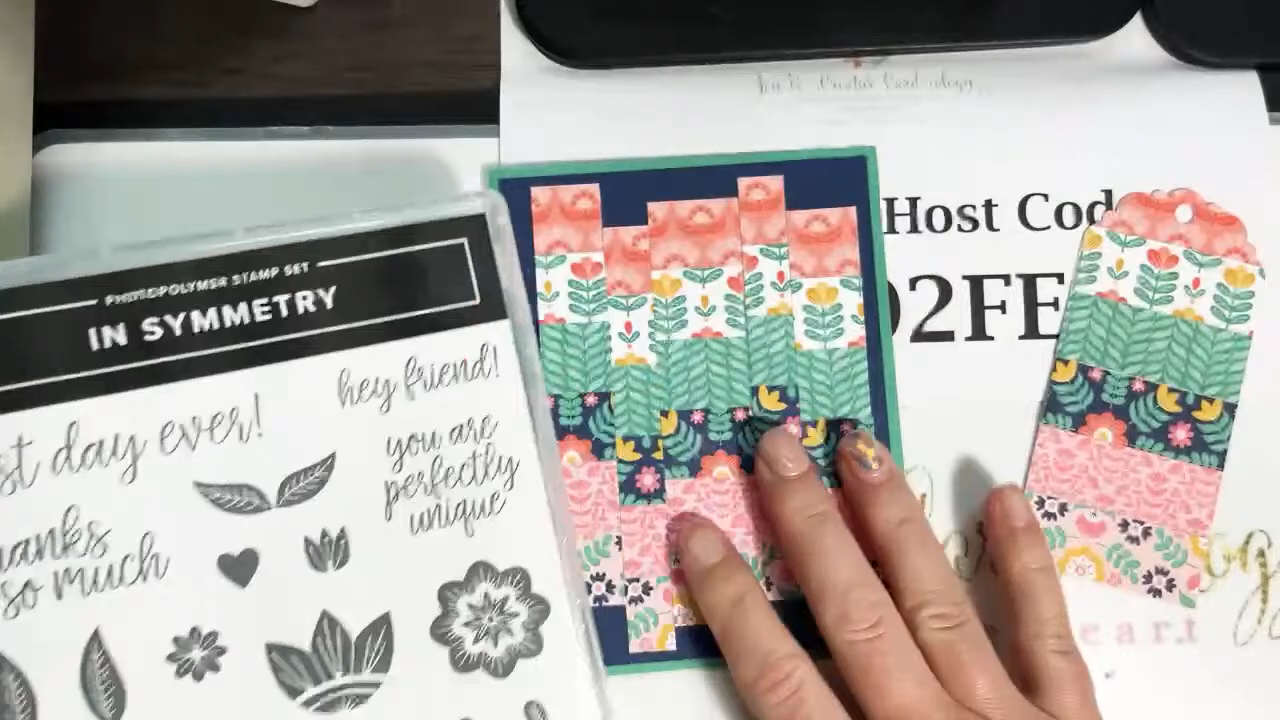 PHOTOPOLYMER STAMP SET
IN SYMMETRY
hey friend!
st day ever!
you are
perfectly
unique
hanks
so much
Host Cod
2FE
heart